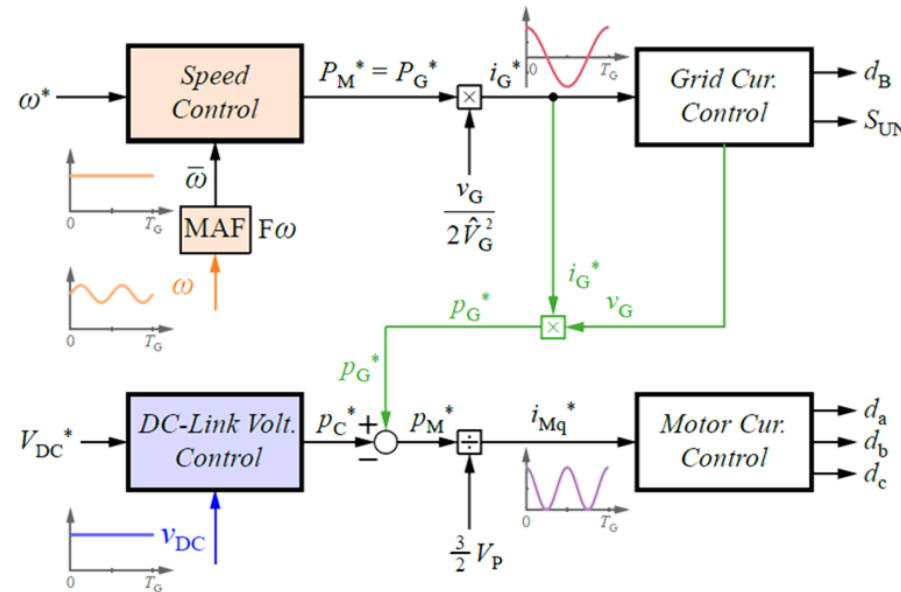 Speed
Control
ω*
P_M* = P_G*
i_G*
0
T_G
Grid Cur.
Control
d_B
S_UN
0
T_G
ω̄
MAF
Fω
v_G
2V̂_G²
ω
0
T_G
i_G*
v_G
p_G*
p_G*
V_DC*
DC-Link Volt.
Control
p_C*
+
−
p_M*
÷
i_Mq*
Motor Cur.
Control
d_a
d_b
d_c
0
T_G
v_DC
0
T_G
3/2 V_P
×
×